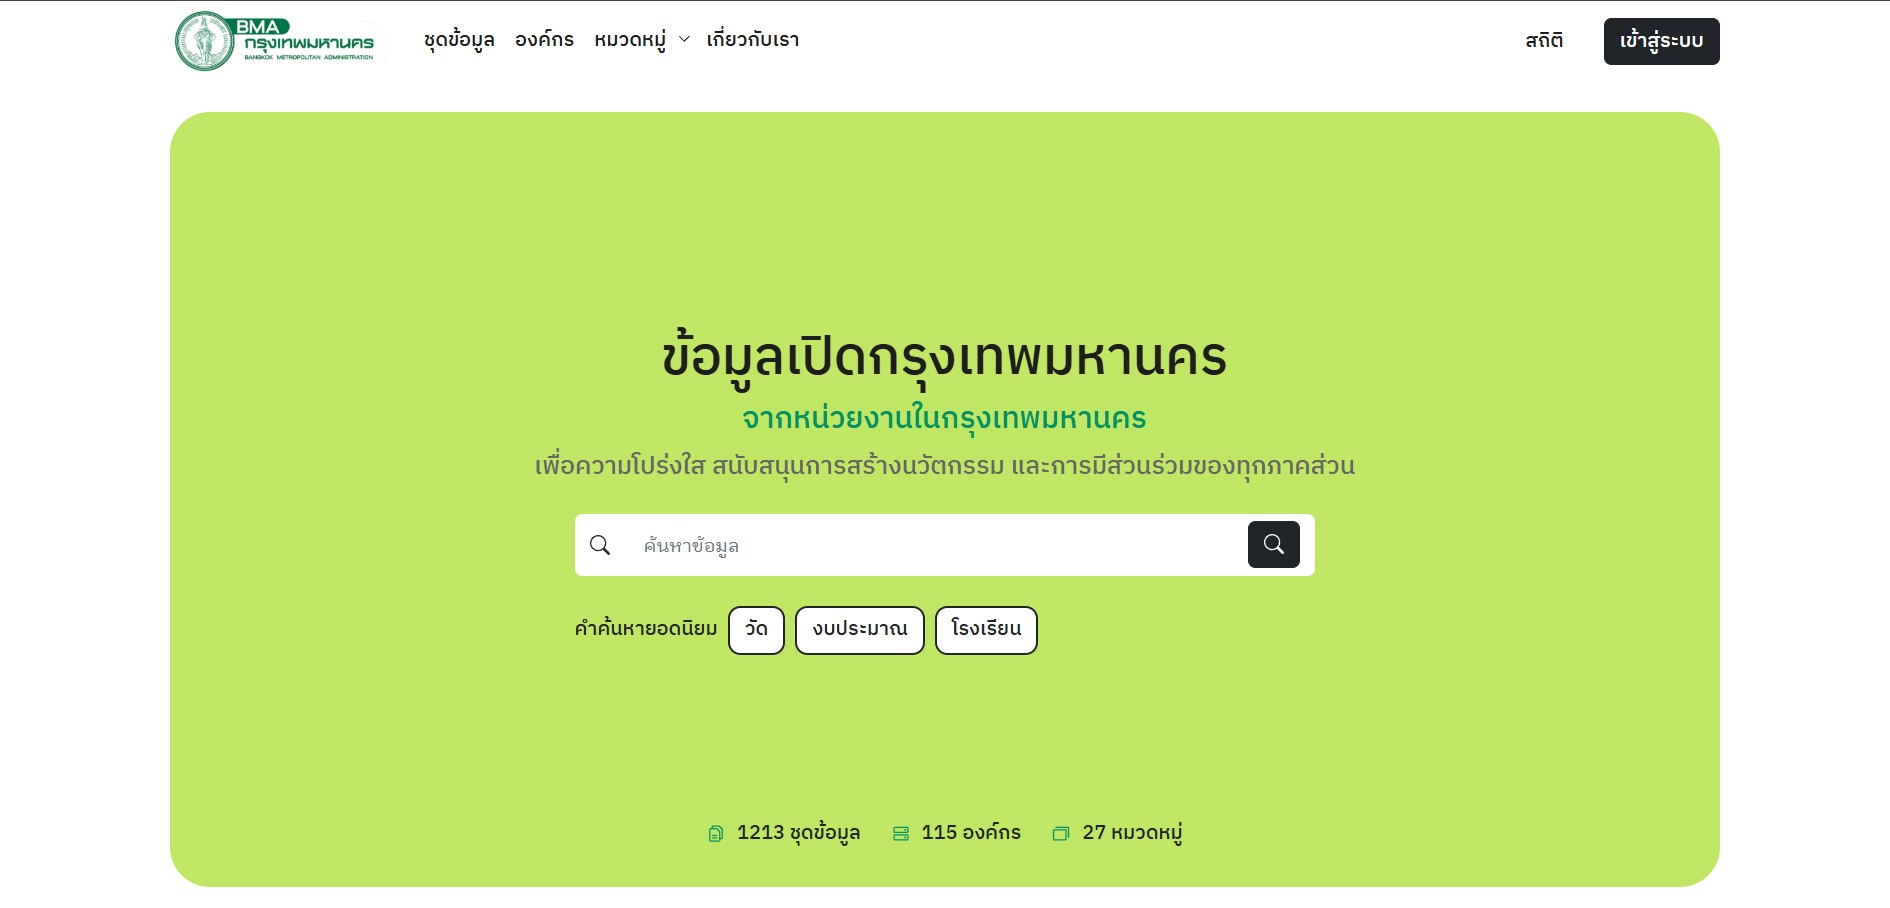 BMA
กรุงเทพมหานคร
BANGKOK METROPOLITAN ADMINISTRATION
ชุดข้อมูล องค์กร หมวดหมู่ เกี่ยวกับเรา สถิติ เข้าสู่ระบบ
ข้อมูลเปิดกรุงเทพมหานคร
จากหน่วยงานในกรุงเทพมหานคร
เพื่อความโปร่งใส สนับสนุนการสร้างนวัตกรรม และการมีส่วนร่วมของทุกภาคส่วน
ค้นหาข้อมูล
คำค้นหายอดนิยม วัด งบประมาณ โรงเรียน
1213 ชุดข้อมูล 115 องค์กร 27 หมวดหมู่